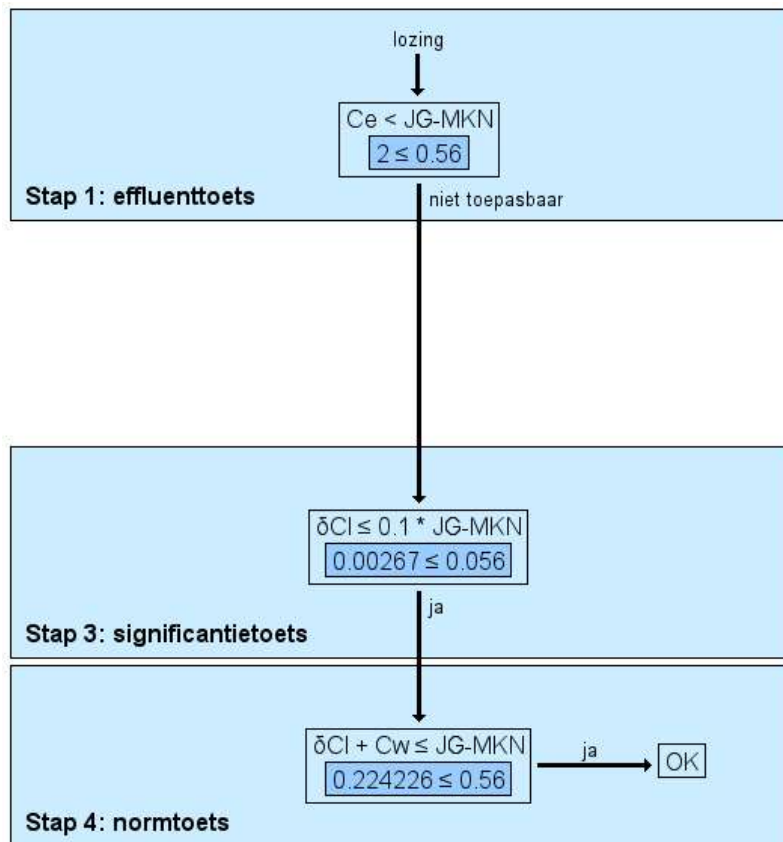 lozing
Ce < JG-MKN
2 ≤ 0.56
Stap 1: effluenttoets
niet toepasbaar
δCl ≤ 0.1 * JG-MKN
0.00267 ≤ 0.056
ja
Stap 3: significantietoets
δCl + Cw ≤ JG-MKN
0.224226 ≤ 0.56
ja
OK
Stap 4: normtoets